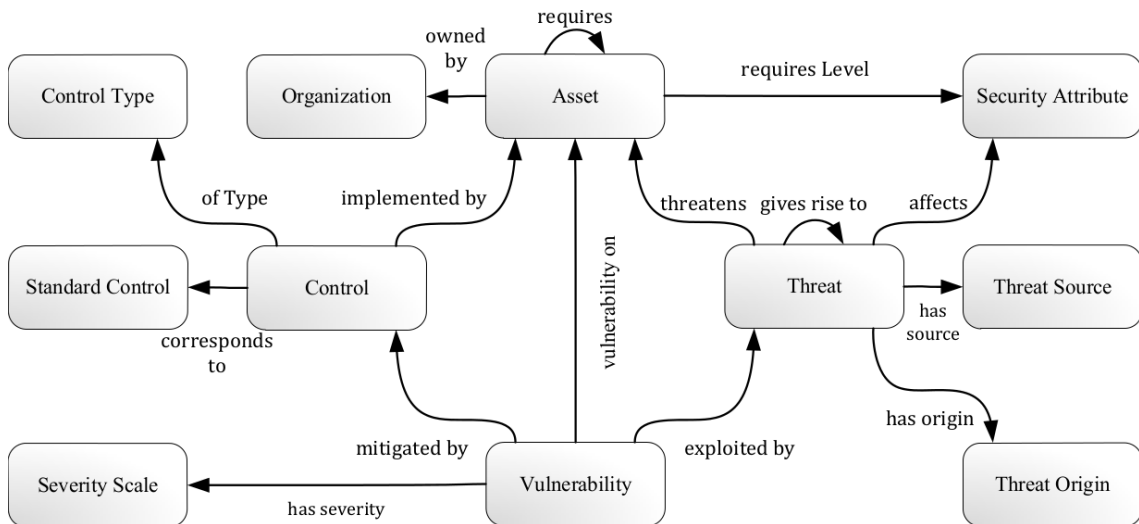 requires
owned
by
requires Level
Control Type
Organization
Asset
Security Attribute
of Type
implemented by
threatens
gives rise to
affects
vulnerability on
Standard Control
Control
Threat
Threat Source
corresponds
to
has
source
mitigated by
exploited by
has origin
Severity Scale
has severity
Vulnerability
Threat Origin